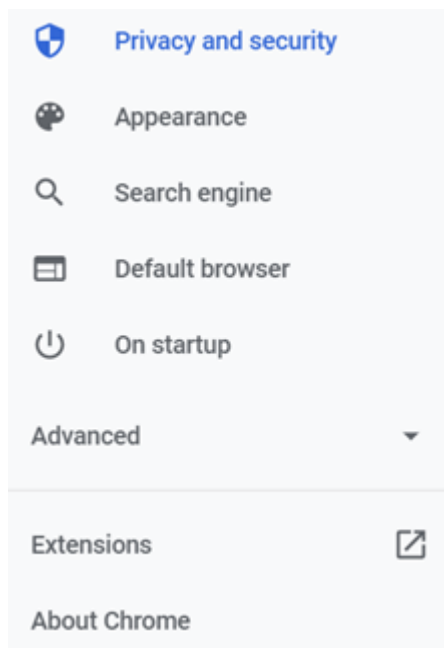 Privacy and security
Appearance
Search engine
Default browser
On startup
Advanced
Extensions
About Chrome